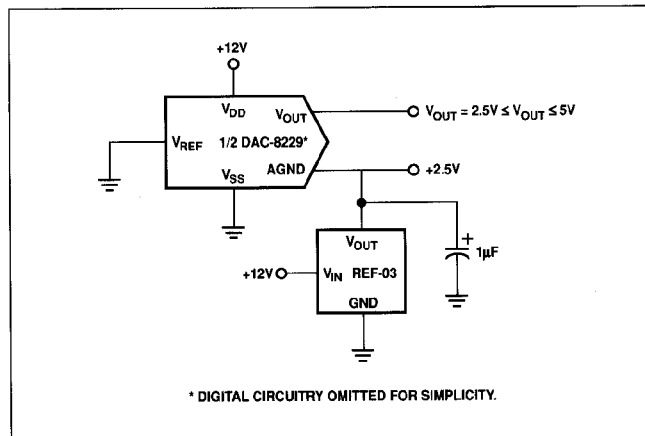 +12V
VDD
VOUT
VOUT = 2.5V ≤ VOUT ≤ 5V
VREF
1/2 DAC-8229*
AGND
+2.5V
VSS
VOUT
+
1µF
+12V
VIN
REF-03
GND
* DIGITAL CIRCUITRY OMITTED FOR SIMPLICITY.